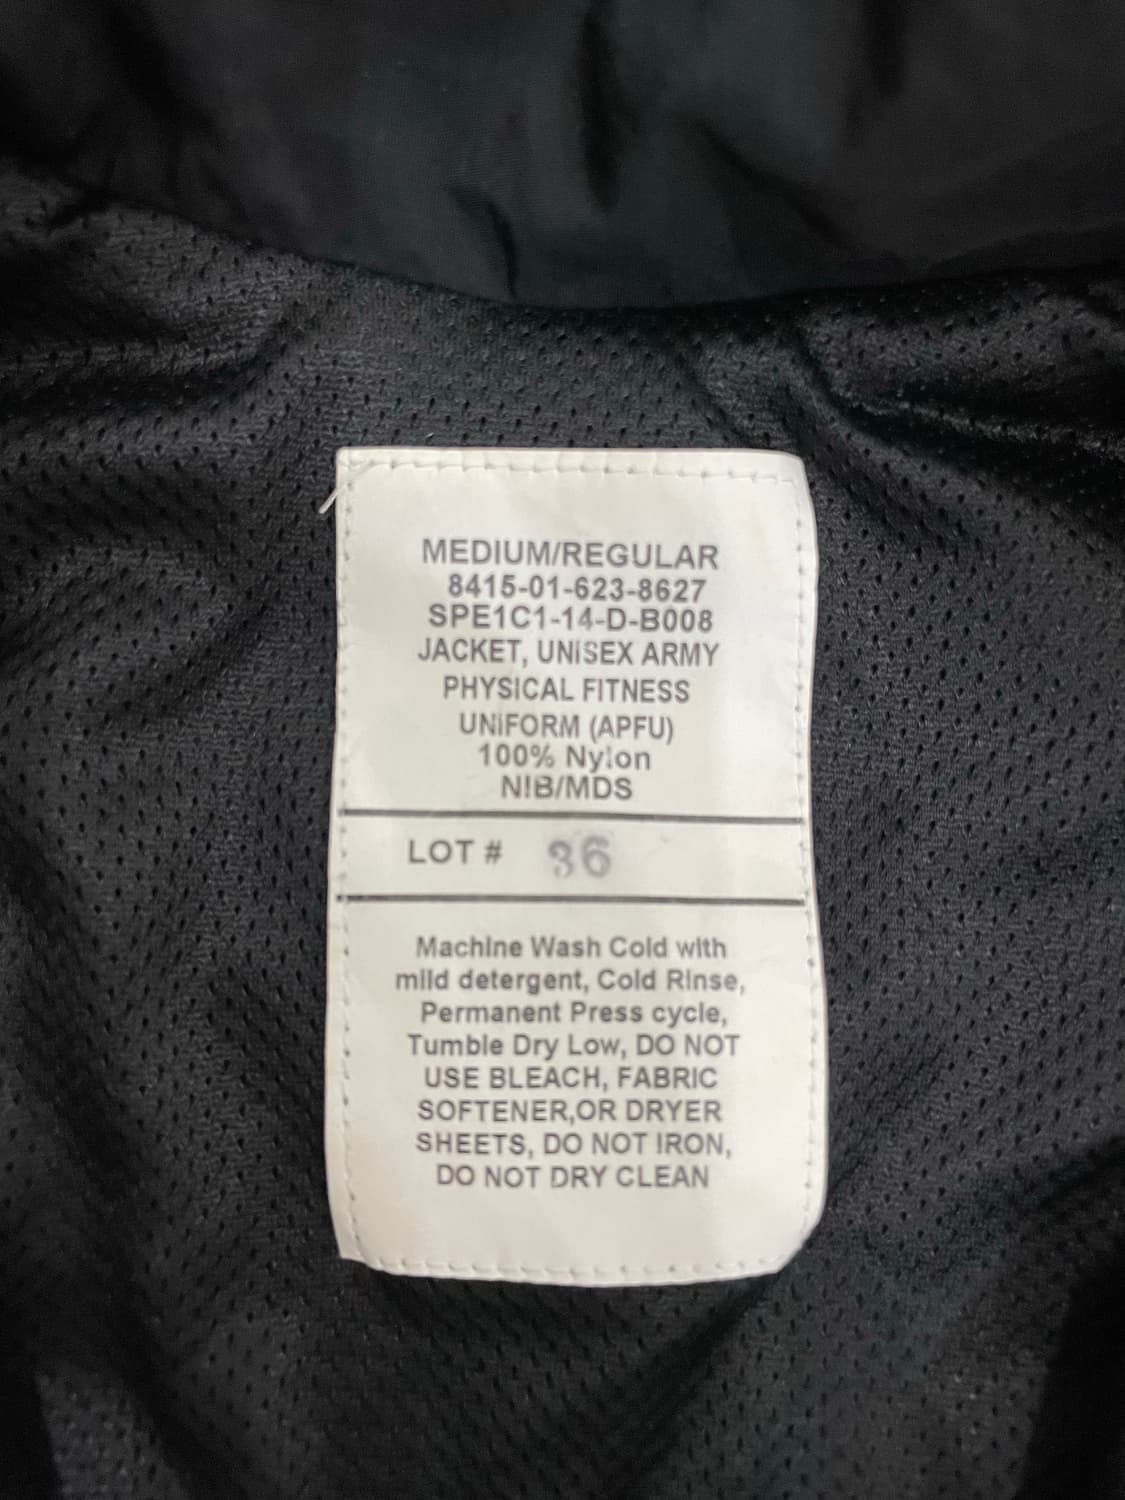 MEDIUM/REGULAR
8415-01-623-8627
SPE1C1-14-D-B008
JACKET, UNISEX ARMY
PHYSICAL FITNESS
UNIFORM (APFU)
100% Nylon
NIB/MDS
LOT # 36
Machine Wash Cold with
mild detergent, Cold Rinse,
Permanent Press cycle,
Tumble Dry Low, DO NOT
USE BLEACH, FABRIC
SOFTENER,OR DRYER
SHEETS, DO NOT IRON,
DO NOT DRY CLEAN